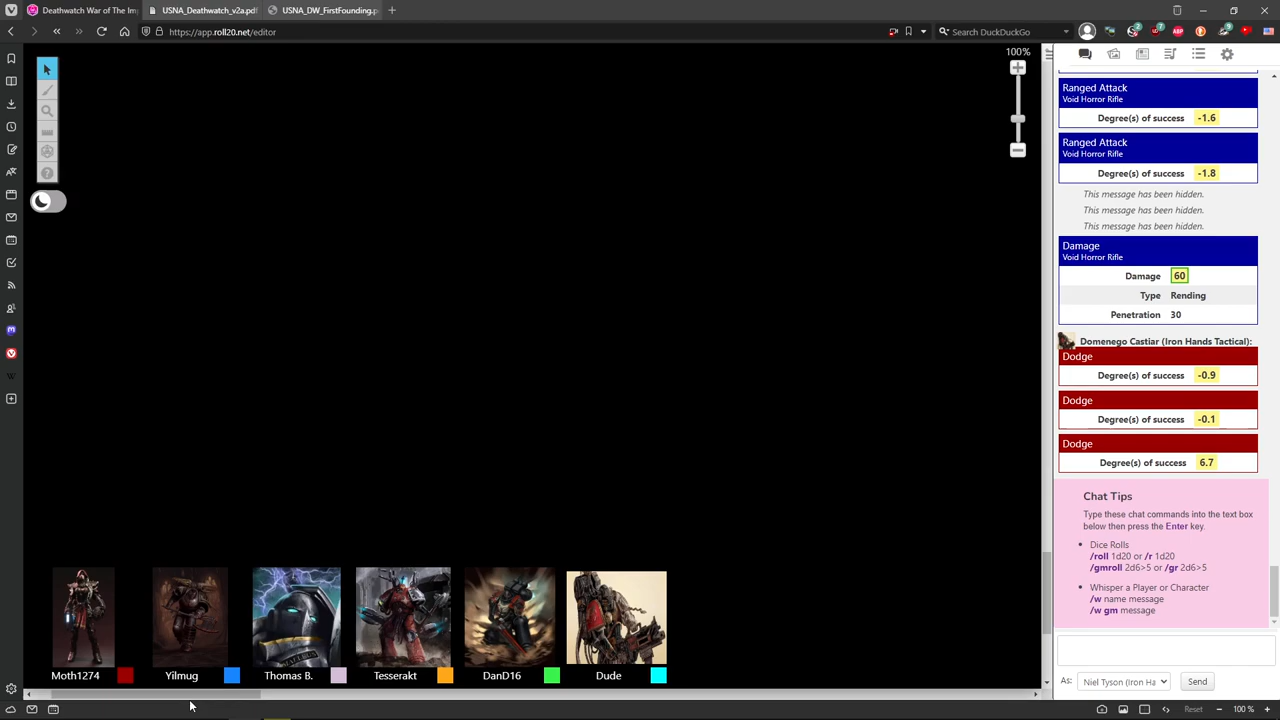 Deatchwatch War of The Imp
USNA_Deathwatch_v2a.pdf
USNA_DW_FirstFounding.p
https://app.roll20.net/editor
Search DuckDuckGo
100%
Ranged Attack
Void Horror Rifle
Degree(s) of success -1.6
Ranged Attack
Void Horror Rifle
Degree(s) of success -1.8
This message has been hidden.
This message has been hidden.
This message has been hidden.
Damage
Void Horror Rifle
Damage 60
Type Rending
Penetration 30
Domenego Castiar (Iron Hands Tactical):
Dodge
Degree(s) of success -0.9
Dodge
Degree(s) of success -0.1
Dodge
Degree(s) of success 6.7
Chat Tips
Type these chat commands into the text box
below then press the Enter key.
Dice Rolls
/roll 1d20 or /r 1d20
/gmroll 2d6>5 or /gr 2d6>5
Whisper a Player or Character
/w name message
/w gm message
Moth1274
Yilmug
Thomas B.
Tesserakt
DanD16
Dude
As: Niel Tyson (Iron Ha
Send
Reset
100 %